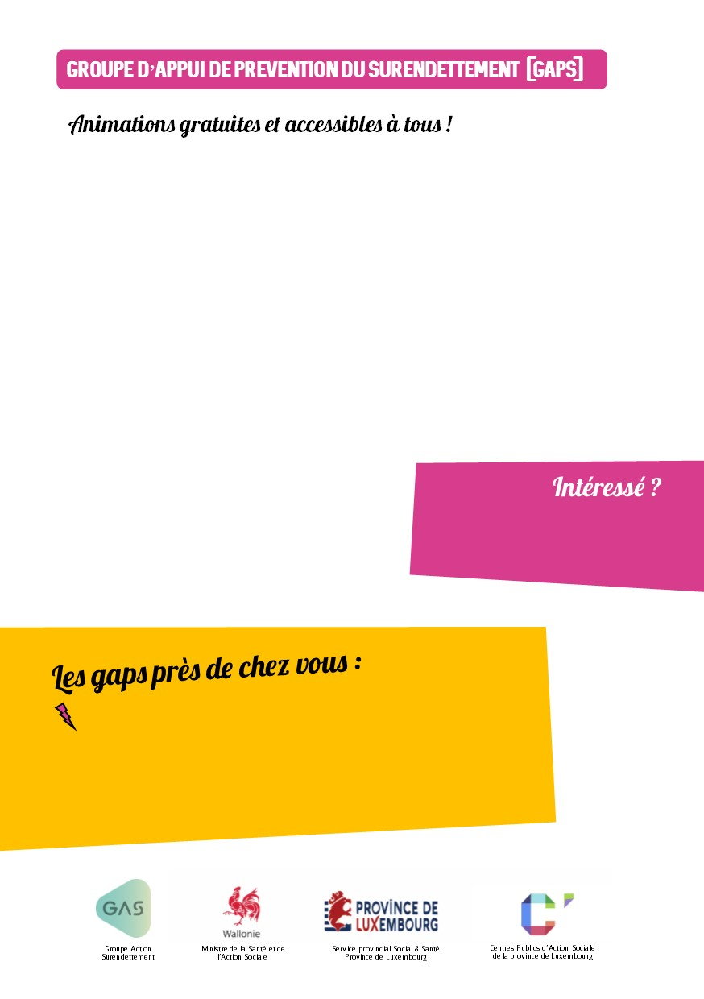 GROUPE D'APPUI DE PREVENTION DU SURENDETTEMENT [GAPS]
Animations gratuites et accessibles à tous !
Intéressé ?
Les gaps près de chez vous :
GAS
Wallonie
PROVINCE DE
LUXEMBOURG
C'
Groupe Action
Surendettement
Ministre de la Santé et de
l'Action Sociale
Service provincial Social & Santé
Province de Luxembourg
Centres Publics d'Action Sociale
de la province de Luxembourg